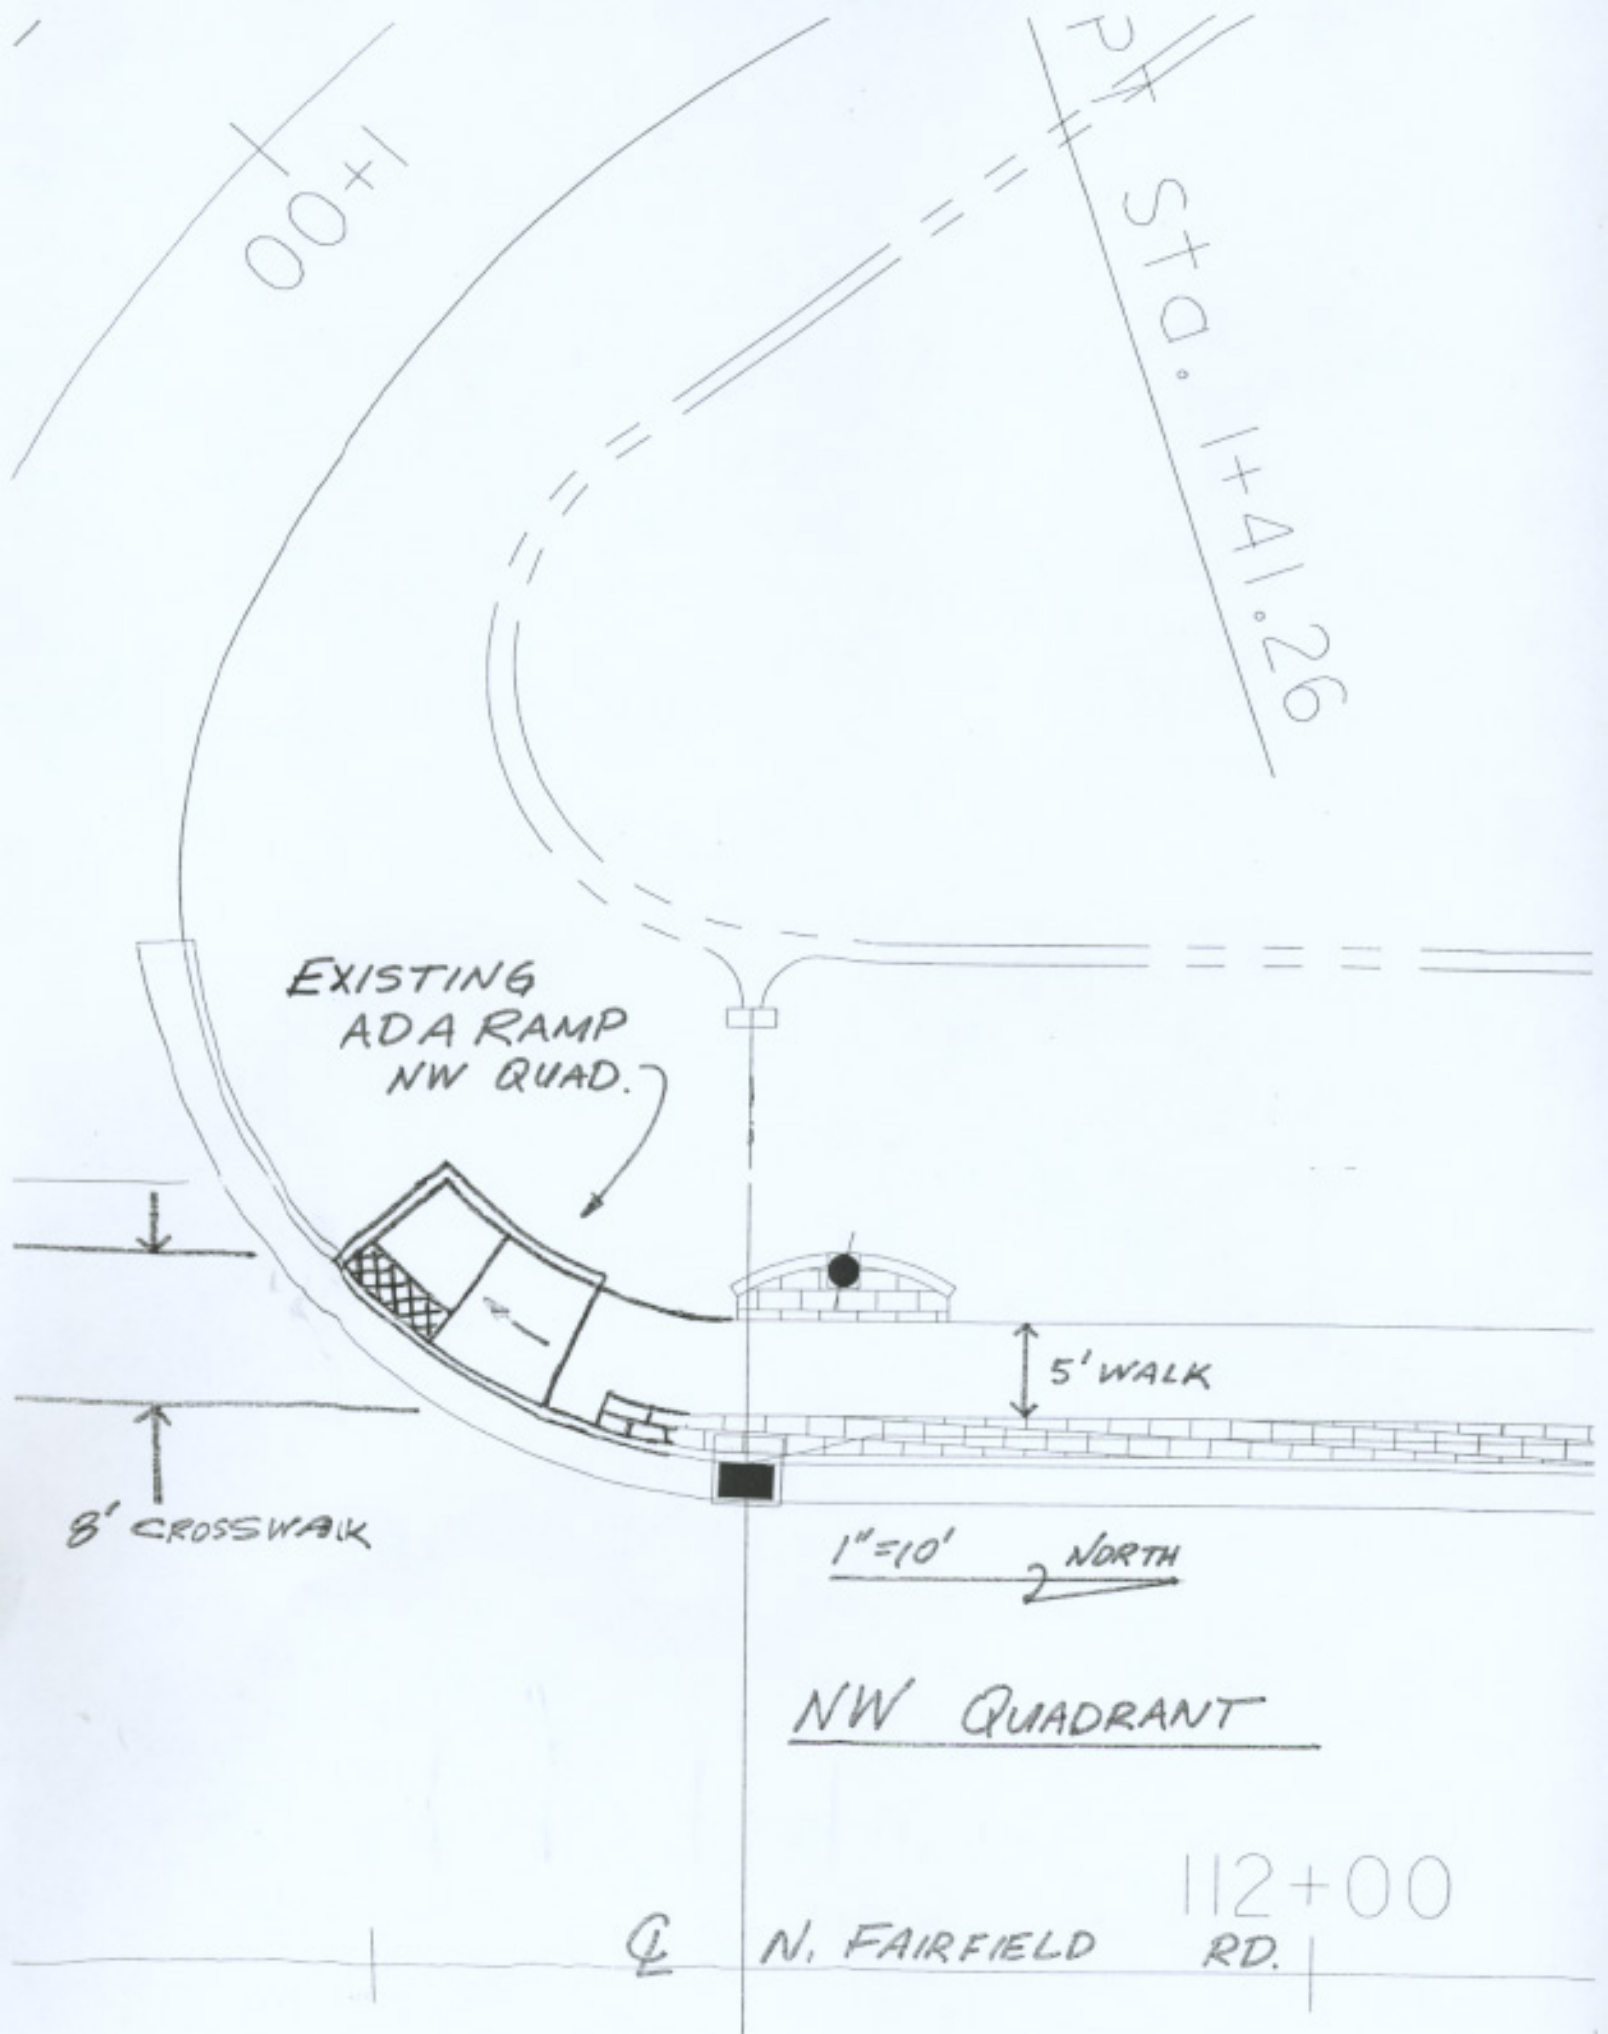 1+00
Pt Sta. 1+41.26
EXISTING
ADA RAMP
NW QUAD.
5' WALK
8' CROSSWALK
1"=10' NORTH
NW QUADRANT
112+00
℄ N. FAIRFIELD RD.